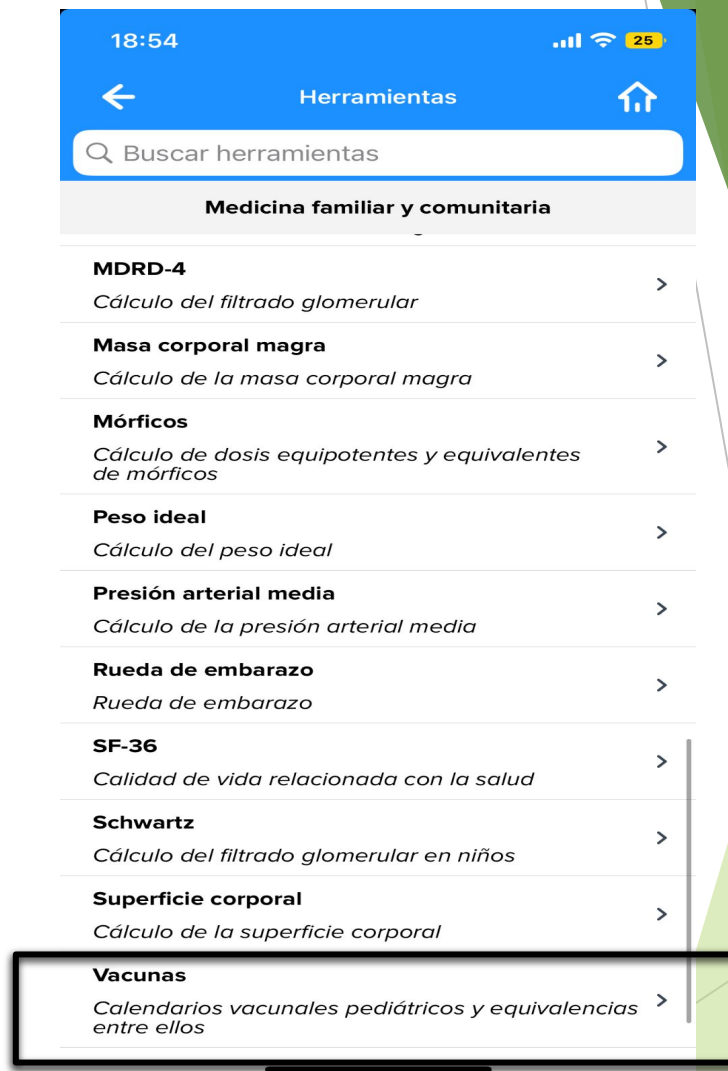 18:54
25
Herramientas
Buscar herramientas
Medicina familiar y comunitaria
MDRD-4
Cálculo del filtrado glomerular
Masa corporal magra
Cálculo de la masa corporal magra
Mórficos
Cálculo de dosis equipotentes y equivalentes
de mórficos
Peso ideal
Cálculo del peso ideal
Presión arterial media
Cálculo de la presión arterial media
Rueda de embarazo
Rueda de embarazo
SF-36
Calidad de vida relacionada con la salud
Schwartz
Cálculo del filtrado glomerular en niños
Superficie corporal
Cálculo de la superficie corporal
Vacunas
Calendarios vacunales pediátricos y equivalencias
entre ellos